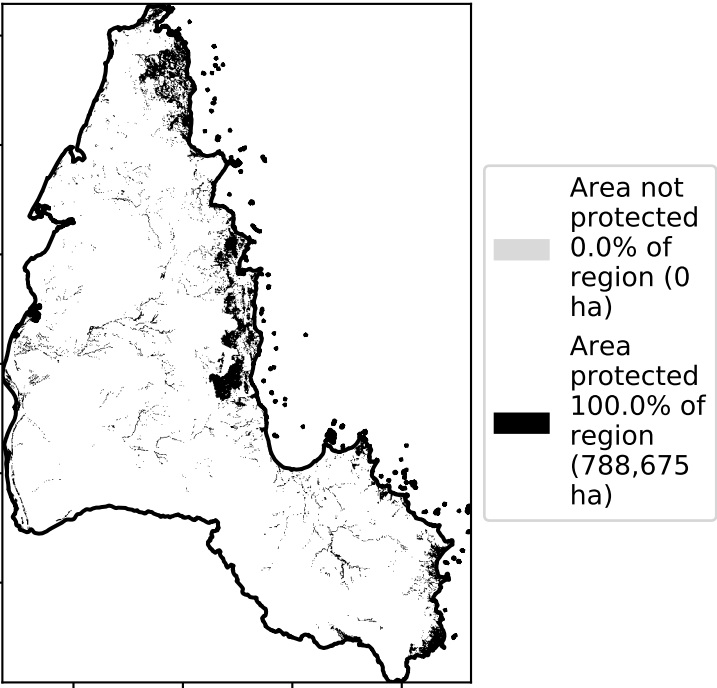 Area not
protected
0.0% of
region (0
ha)
Area
protected
100.0% of
region
(788,675
ha)